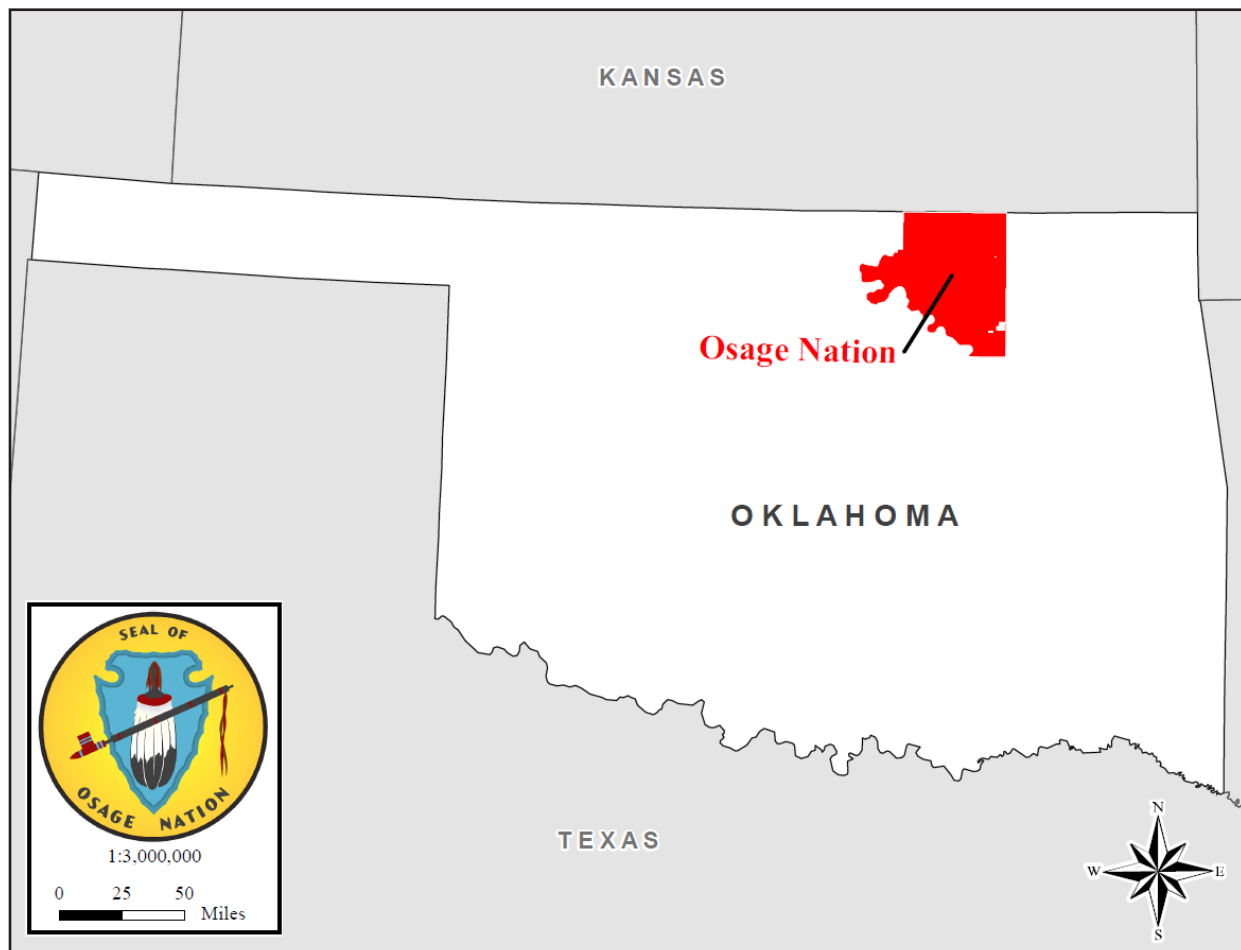 KANSAS
Osage Nation
OKLAHOMA
SEAL OF
OSAGE NATION
1:3,000,000
0 25 50
Miles
TEXAS
N
W E
S